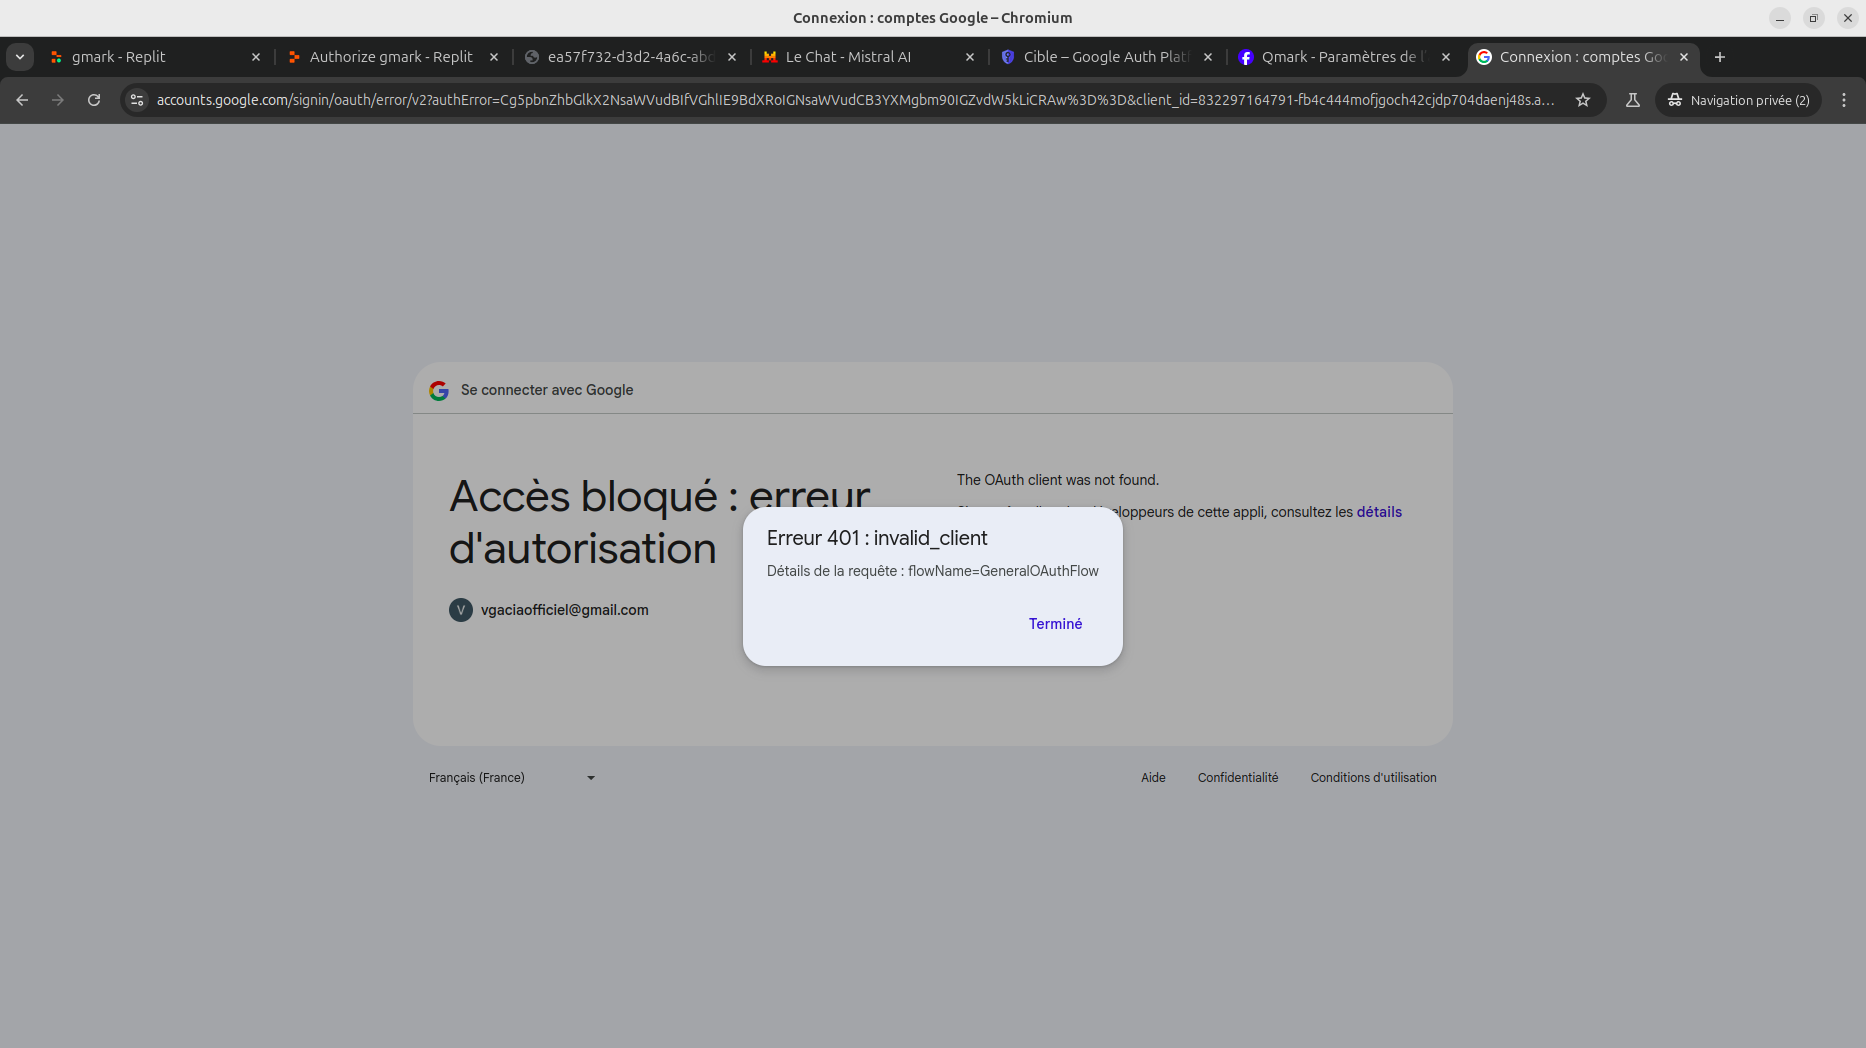 Connexion : comptes Google – Chromium
gmark - Replit
Authorize gmark - Replit
ea57f732-d3d2-4a6c-abd
Le Chat - Mistral AI
Cible – Google Auth Platf
Qmark - Paramètres de l'
Connexion : comptes Goo
accounts.google.com/signin/oauth/error/v2?authError=Cg5pbnZhbGlkX2NsaWVudBIfVGhlIE9BdXRoIGNsaWVudCB3YXMgbm90IGZvdW5kLiCRAw%3D%3D&client_id=832297164791-fb4c444mofjgoch42cjdp704daenj48s.a...
Navigation privée (2)
Se connecter avec Google
Accès bloqué : erreur
d'autorisation
V vgaciaofficiel@gmail.com
The OAuth client was not found.
eloppeurs de cette appli, consultez les détails
Erreur 401 : invalid_client
Détails de la requête : flowName=GeneralOAuthFlow
Terminé
Français (France)
Aide
Confidentialité
Conditions d'utilisation